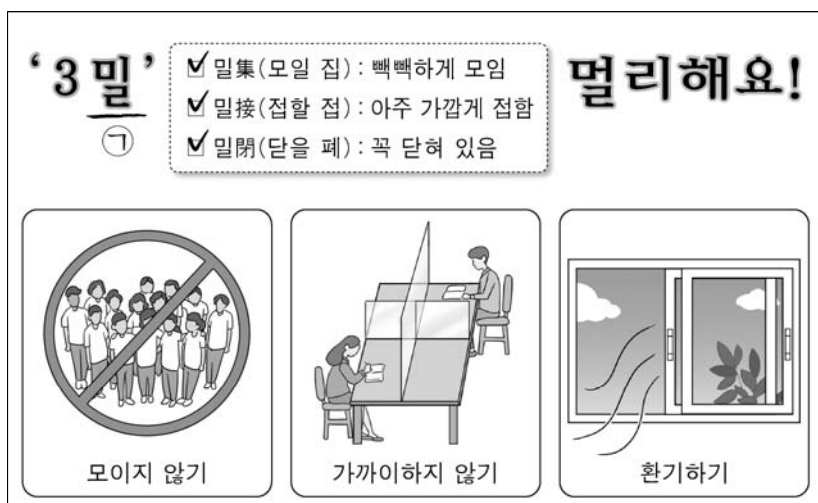 ‘3밀’ 멀리해요!
㉠
☑ 밀集(모일 집) : 빽빽하게 모임
☑ 밀接(접할 접) : 아주 가깝게 접함
☑ 밀閉(닫을 폐) : 꼭 닫혀 있음
모이지 않기
가까이하지 않기
환기하기